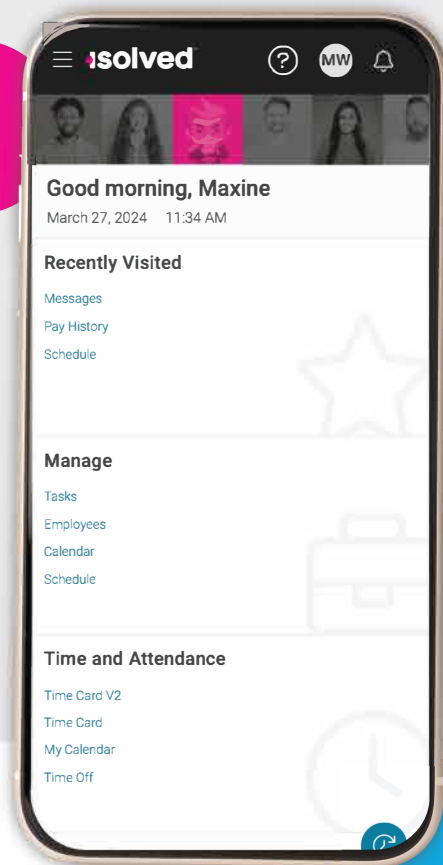 isolved
?
MW
Good morning, Maxine
March 27, 2024 11:34 AM
Recently Visited
Messages
Pay History
Schedule
Manage
Tasks
Employees
Calendar
Schedule
Time and Attendance
Time Card V2
Time Card
My Calendar
Time Off